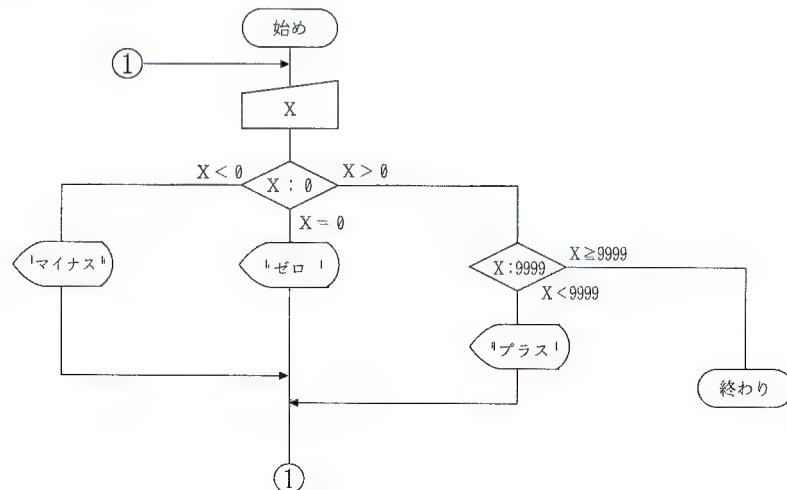 始め
①
X
X < 0
X : 0
X > 0
X = 0
"マイナス"
"ゼロ"
X:9999
X≧9999
X<9999
"プラス"
終わり
①